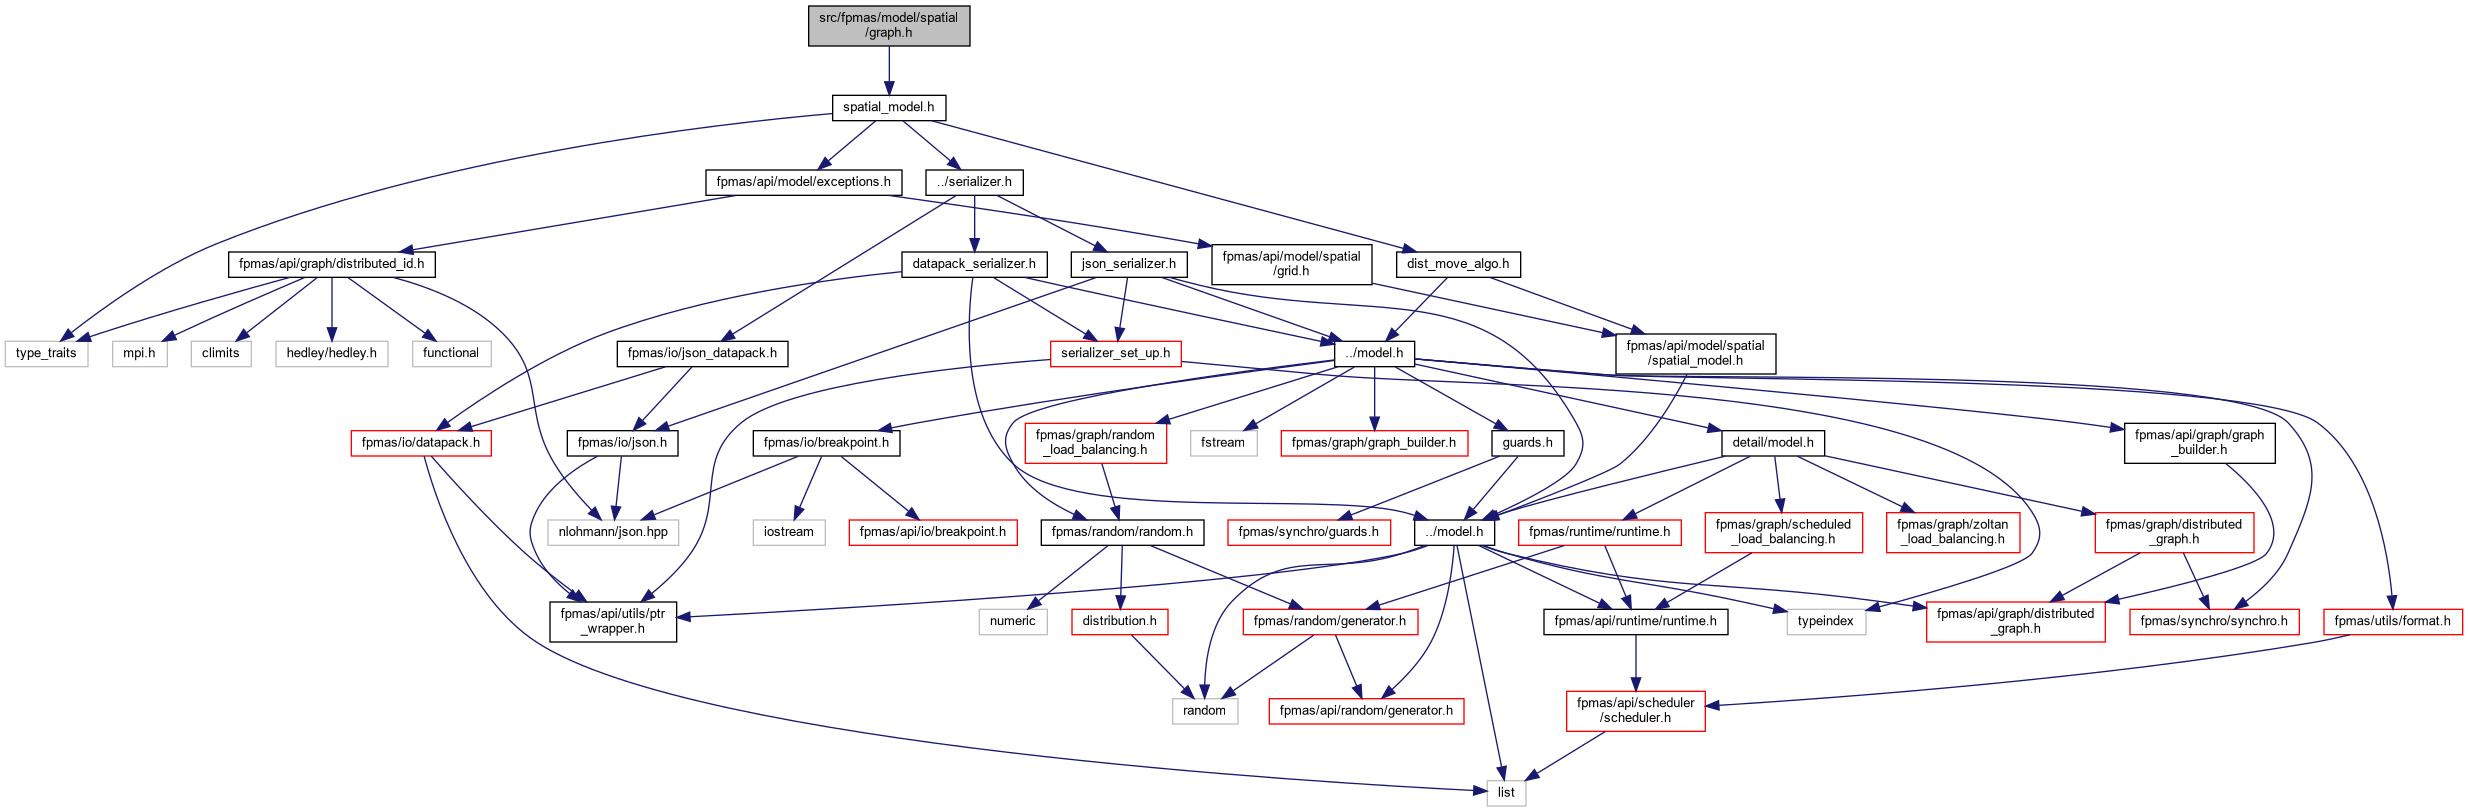 src/fpmas/model/spatial
/graph.h
spatial_model.h
fpmas/api/model/exceptions.h
../serializer.h
fpmas/api/graph/distributed_id.h
datapack_serializer.h
json_serializer.h
fpmas/api/model/spatial
/grid.h
dist_move_algo.h
type_traits
mpi.h
climits
hedley/hedley.h
functional
fpmas/io/json_datapack.h
serializer_set_up.h
../model.h
fpmas/api/model/spatial
/spatial_model.h
fpmas/io/datapack.h
fpmas/io/json.h
fpmas/io/breakpoint.h
fpmas/graph/random
_load_balancing.h
fstream
fpmas/graph/graph_builder.h
guards.h
detail/model.h
fpmas/api/graph/graph
_builder.h
nlohmann/json.hpp
iostream
fpmas/api/io/breakpoint.h
fpmas/random/random.h
fpmas/synchro/guards.h
../model.h
fpmas/runtime/runtime.h
fpmas/graph/scheduled
_load_balancing.h
fpmas/graph/zoltan
_load_balancing.h
fpmas/graph/distributed
_graph.h
fpmas/api/utils/ptr
_wrapper.h
numeric
distribution.h
fpmas/random/generator.h
fpmas/api/runtime/runtime.h
typeindex
fpmas/api/graph/distributed
_graph.h
fpmas/synchro/synchro.h
fpmas/utils/format.h
random
fpmas/api/random/generator.h
fpmas/api/scheduler
/scheduler.h
list